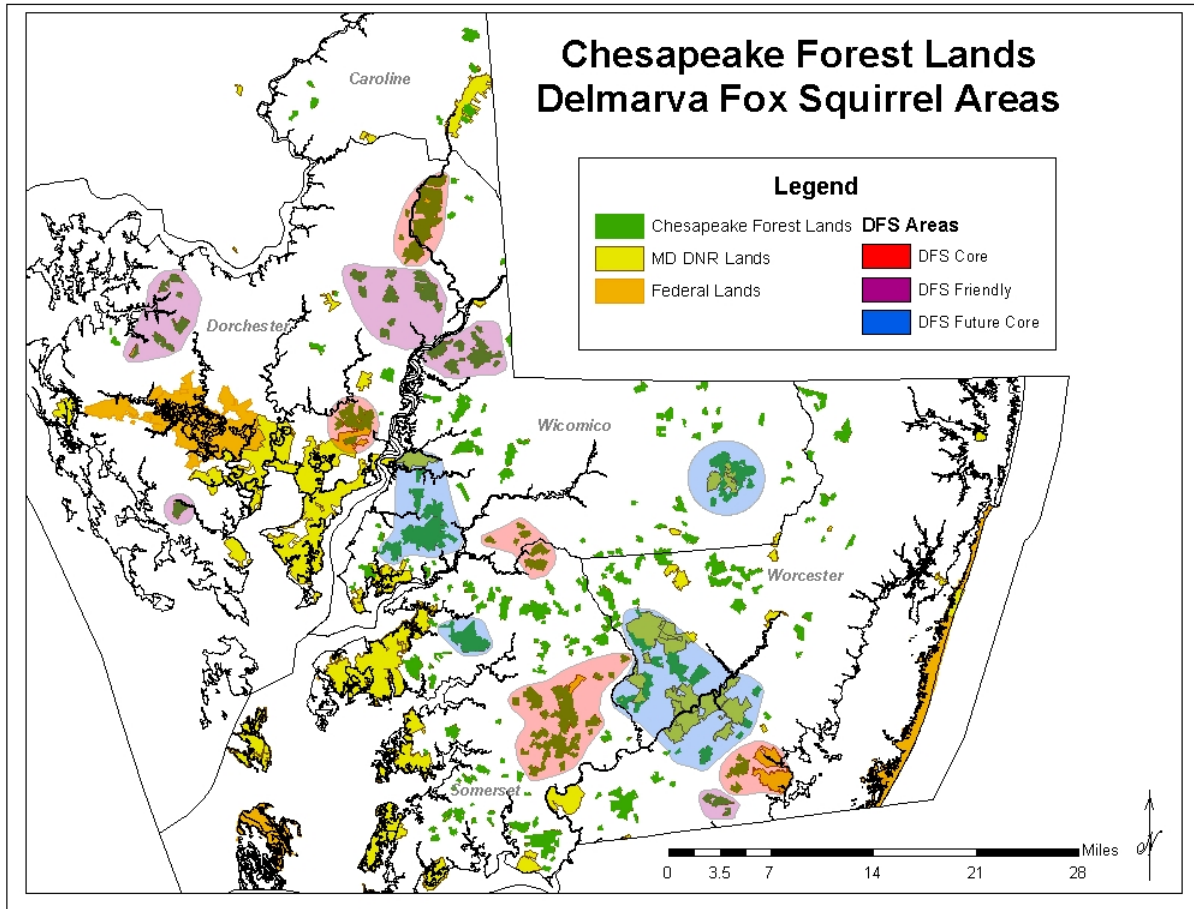 Chesapeake Forest Lands
Delmarva Fox Squirrel Areas
Caroline
Legend
Chesapeake Forest Lands
MD DNR Lands
Federal Lands
DFS Areas
DFS Core
DFS Friendly
DFS Future Core
Dorchester
Wicomico
Worcester
Somerset
Miles
0 3.5 7 14 21 28
N